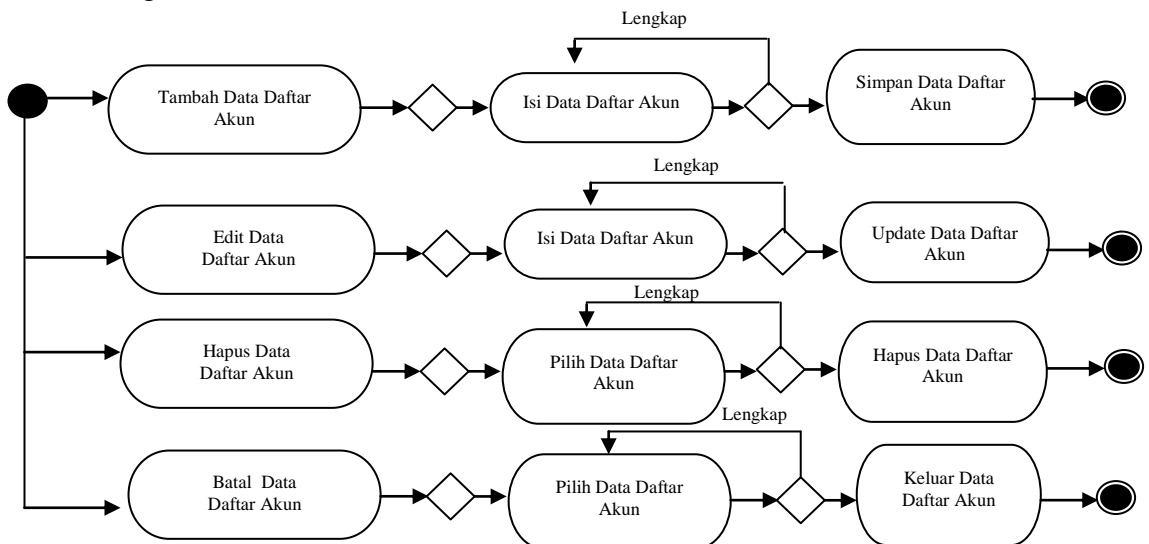 Lengkap
Tambah Data Daftar
Akun
Isi Data Daftar Akun
Simpan Data Daftar
Akun
Lengkap
Edit Data
Daftar Akun
Isi Data Daftar Akun
Update Data Daftar
Akun
Lengkap
Hapus Data
Daftar Akun
Pilih Data Daftar
Akun
Hapus Data Daftar
Akun
Lengkap
Batal Data
Daftar Akun
Pilih Data Daftar
Akun
Keluar Data
Daftar Akun